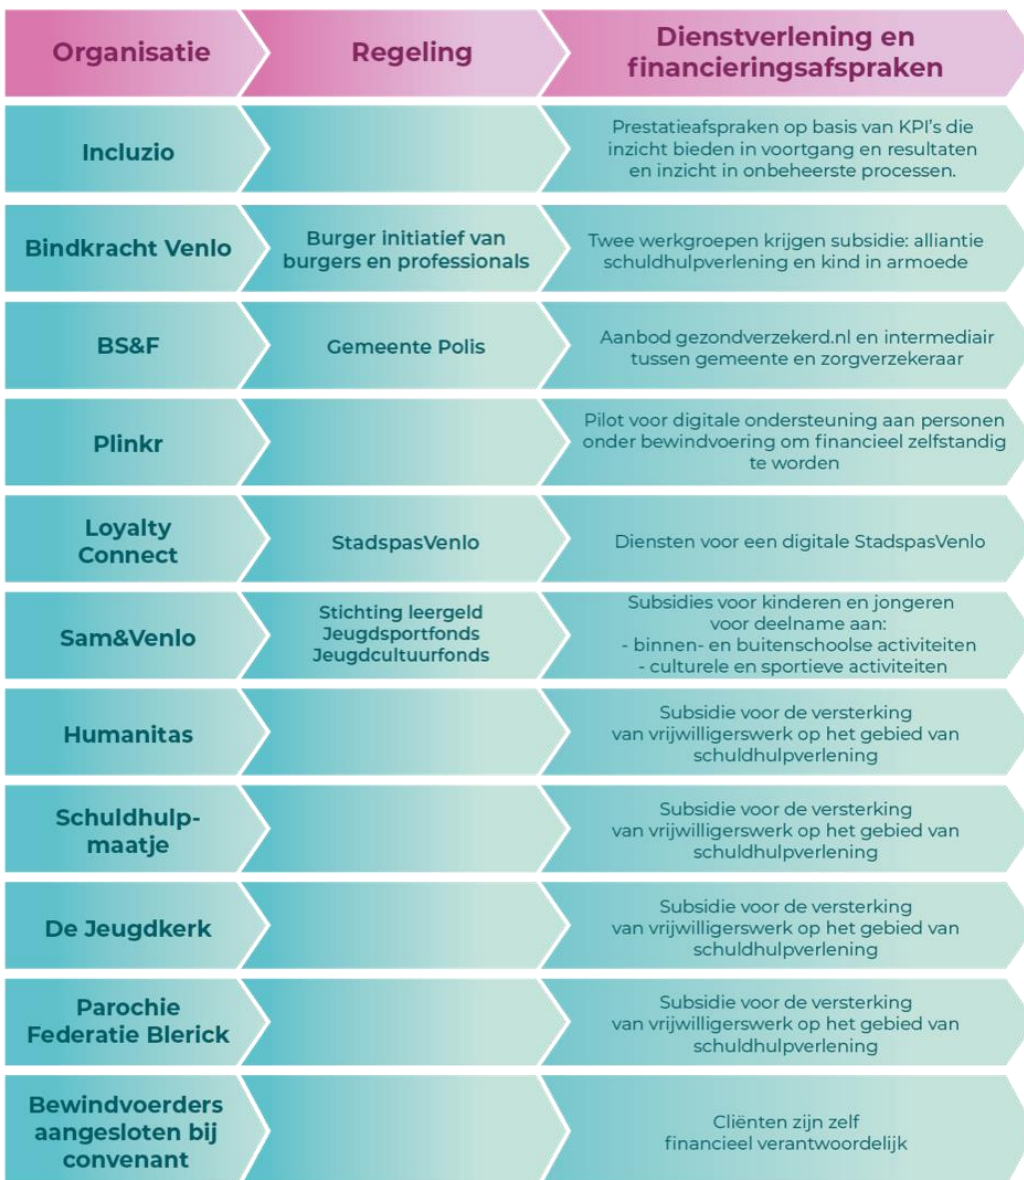 Organisatie
Regeling
Dienstverlening en
financieringsafspraken
Incluzio
Prestatieafspraken op basis van KPI's die
inzicht bieden in voortgang en resultaten
en inzicht in onbeheerste processen.
Bindkracht Venlo
Burger initiatief van
burgers en professionals
Twee werkgroepen krijgen subsidie: alliantie
schuldhulpverlening en kind in armoede
BS&F
Gemeente Polis
Aanbod gezondverzekerd.nl en intermediair
tussen gemeente en zorgverzekeraar
Plinkr
Pilot voor digitale ondersteuning aan personen
onder bewindvoering om financieel zelfstandig
te worden
Loyalty
Connect
StadspasVenlo
Diensten voor een digitale StadspasVenlo
Sam&Venlo
Stichting leergeld
Jeugdsportfonds
Jeugdcultuurfonds
Subsidies voor kinderen en jongeren
voor deelname aan:
- binnen- en buitenschoolse activiteiten
- culturele en sportieve activiteiten
Humanitas
Subsidie voor de versterking
van vrijwilligerswerk op het gebied van
schuldhulpverlening
Schuldhulp-
maatje
Subsidie voor de versterking
van vrijwilligerswerk op het gebied van
schuldhulpverlening
De Jeugdkerk
Subsidie voor de versterking
van vrijwilligerswerk op het gebied van
schuldhulpverlening
Parochie
Federatie Blerick
Subsidie voor de versterking
van vrijwilligerswerk op het gebied van
schuldhulpverlening
Bewindvoerders
aangesloten bij
convenant
Cliënten zijn zelf
financieel verantwoordelijk